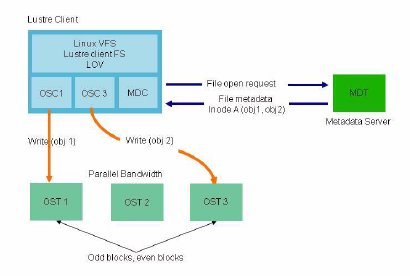 Lustre Client
Linux VFS
Lustre client FS
LOV
OSC1
OSC 3
MDC
File open request
File metadata
Inode A (obj1, obj2)
MDT
Metadata Server
Write (obj 1)
Write (obj 2)
Parallel Bandwidth
OST 1
OST 2
OST 3
Odd blocks, even blocks